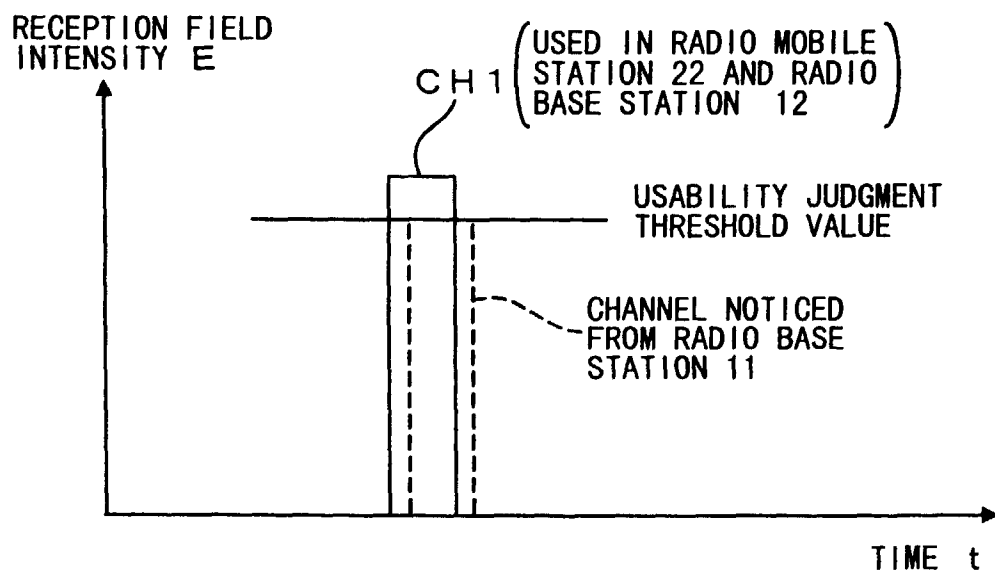 RECEPTION FIELD
INTENSITY E
CH1
USED IN RADIO MOBILE
STATION 22 AND RADIO
BASE STATION 12
USABILITY JUDGMENT
THRESHOLD VALUE
CHANNEL NOTICED
FROM RADIO BASE
STATION 11
TIME t